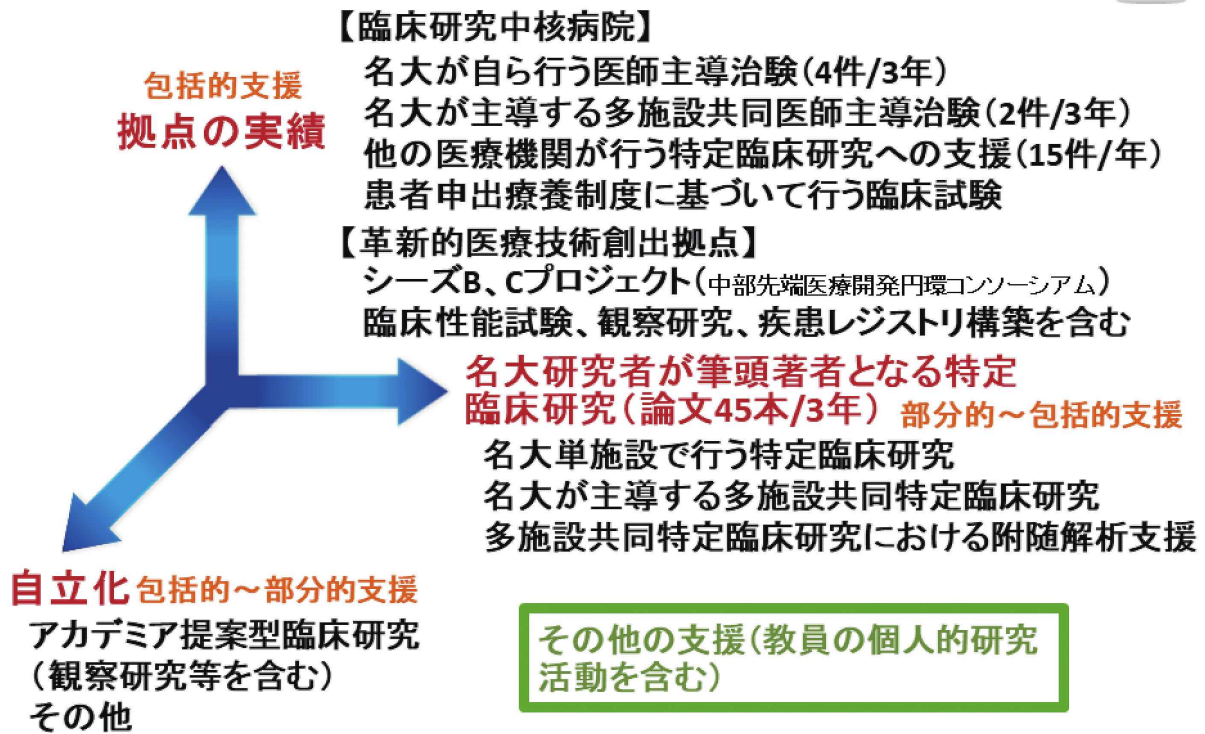 【臨床研究中核病院】
包括的支援
拠点の実績
名大が自ら行う医師主導治験（4件/3年）
名大が主導する多施設共同医師主導治験（2件/3年）
他の医療機関が行う特定臨床研究への支援（15件/年）
患者申出療養制度に基づいて行う臨床試験
【革新的医療技術創出拠点】
シーズB、Cプロジェクト（中部先端医療開発円環コンソーシアム）
臨床性能試験、観察研究、疾患レジストリ構築を含む
名大研究者が筆頭著者となる特定
臨床研究（論文45本/3年） 部分的～包括的支援
名大単施設で行う特定臨床研究
名大が主導する多施設共同特定臨床研究
多施設共同特定臨床研究における附随解析支援
自立化 包括的～部分的支援
アカデミア提案型臨床研究
（観察研究等を含む）
その他
その他の支援（教員の個人的研究
活動を含む）